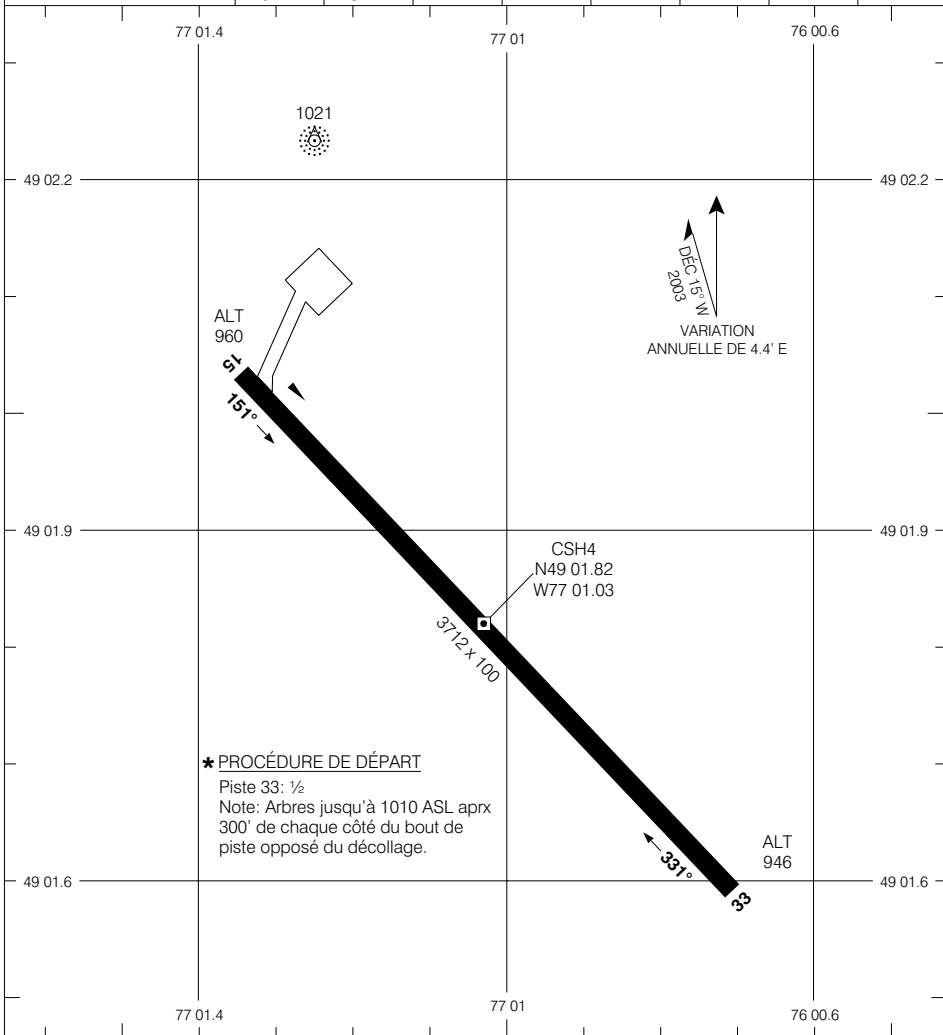 77 01.4
77 01
76 00.6
1021
49 02.2
49 02.2
DÉC 15° W
2003
VARIATION
ANNUELLE DE 4.4' E
ALT
960
15
151°
49 01.9
49 01.9
CSH4
N49 01.82
W77 01.03
3712 x 100
* PROCÉDURE DE DÉPART
Piste 33: ½
Note: Arbres jusqu'à 1010 ASL aprx
300' de chaque côté du bout de
piste opposé du décollage.
ALT
946
331°
33
49 01.6
49 01.6
77 01.4
77 01
76 00.6